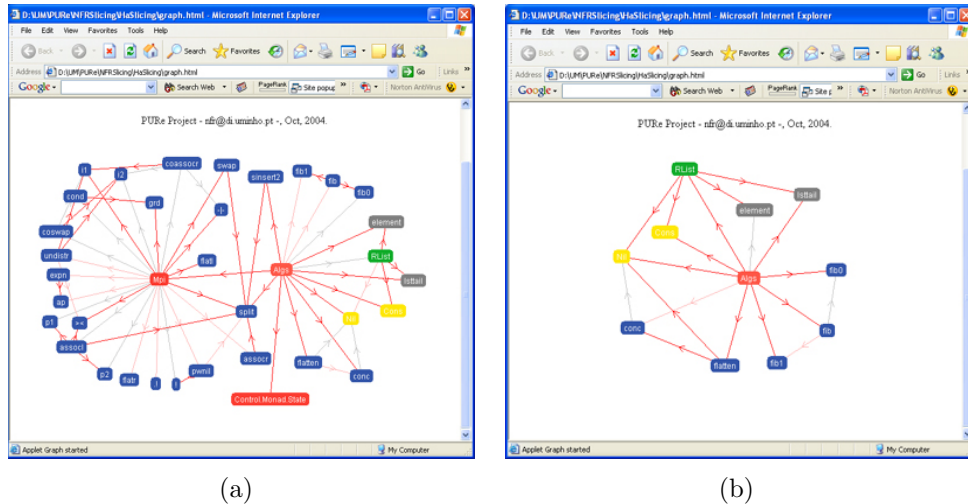 D:\UM\PURe\NFRSlicing\HaSlicing\graph.html - Microsoft Internet Explorer
File Edit View Favorites Tools Help
Back Search Favorites
Address D:\UM\PURe\NFRSlicing\HaSlicing\graph.html Go Links »
Google Search Web PageRank Site popup » Norton AntiVirus
PURe Project - nfr@di.uminho.pt -, Oct, 2004.
i1 i2 coassocr swap sinsert2 fib1 fib fib0
cond grd -|-
element
coswap
undistr flatl RList
expn Mpi Algs lsttail
ap
p1 >< split Nil Cons
assocl
p2 flatr .! ! pwnil assocr flatten conc
Control.Monad.State
Applet Graph started My Computer
(a)
D:\UM\PURe\NFRSlicing\HaSlicing\graph.html - Microsoft Internet Explorer
File Edit View Favorites Tools Help
Back Search Favorites
Address D:\UM\PURe\NFRSlicing\HaSlicing\graph.html Go Links »
Google Search Web PageRank Site p » Norton AntiVirus
PURe Project - nfr@di.uminho.pt -, Oct, 2004.
RList
lsttail
element
Cons
Nil
fib0
Algs
conc fib
flatten fib1
Applet Graph started My Computer
(b)